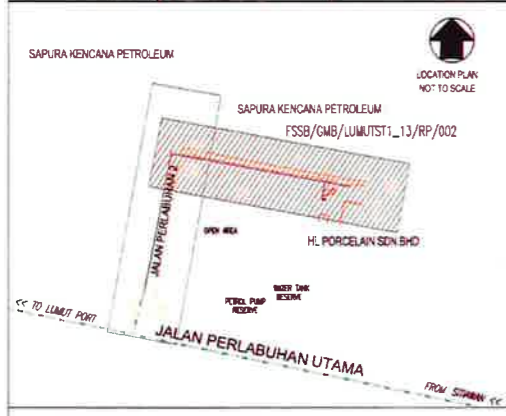 SAPURA KENCANA PETROLEUM
LOCATION PLAN
NOT TO SCALE
SAPURA KENCANA PETROLEUM
FSSB/GMB/LUMUTST1_13/RP/002
JALAN PERLABUHAN 2
OPEN AREA
HL PORCELAIN SDN BHD
WATER TANK
RESERVE
PETROL PUMP
RESERVE
<< TO LUMUT PORT
JALAN PERLABUHAN UTAMA
FROM SITIAWAN <<